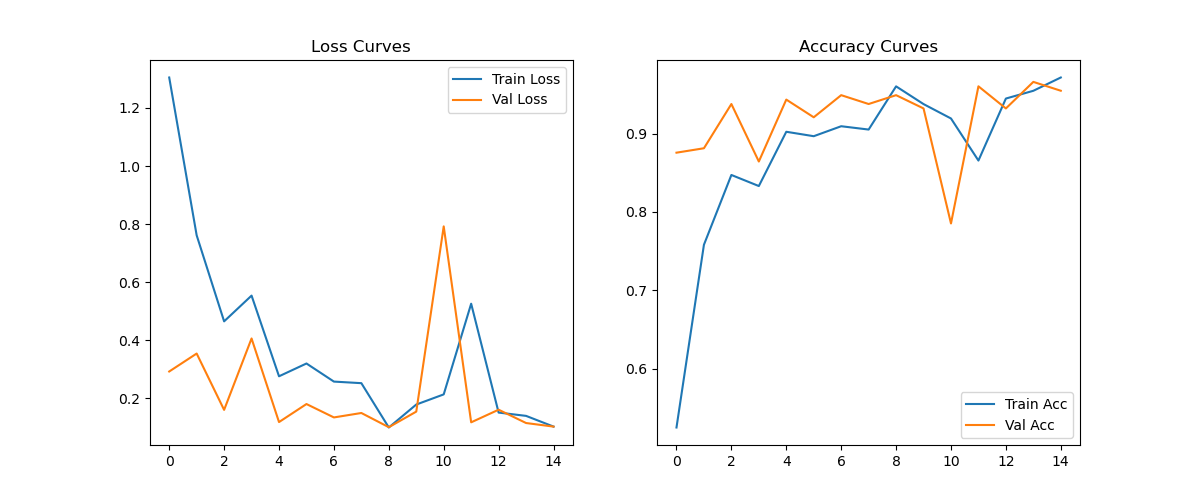 Loss Curves
Train Loss
Val Loss
1.2
1.0
0.8
0.6
0.4
0.2
0 2 4 6 8 10 12 14
Accuracy Curves
0.9
0.8
0.7
0.6
Train Acc
Val Acc
0 2 4 6 8 10 12 14